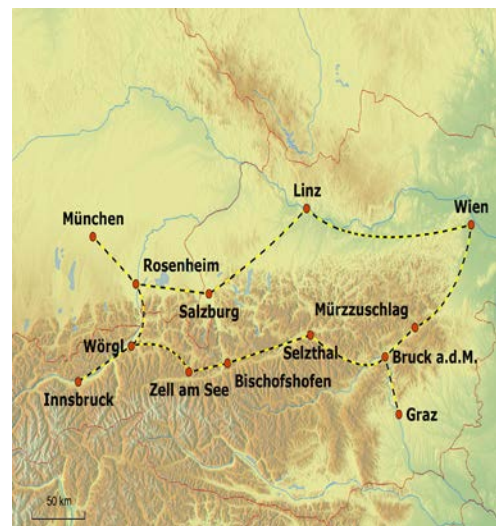 Linz
München
Wien
Rosenheim
Salzburg
Mürzzuschlag
Wörgl
Selzthal
Bruck a.d.M.
Zell am See
Bischofshofen
Innsbruck
Graz
50 km